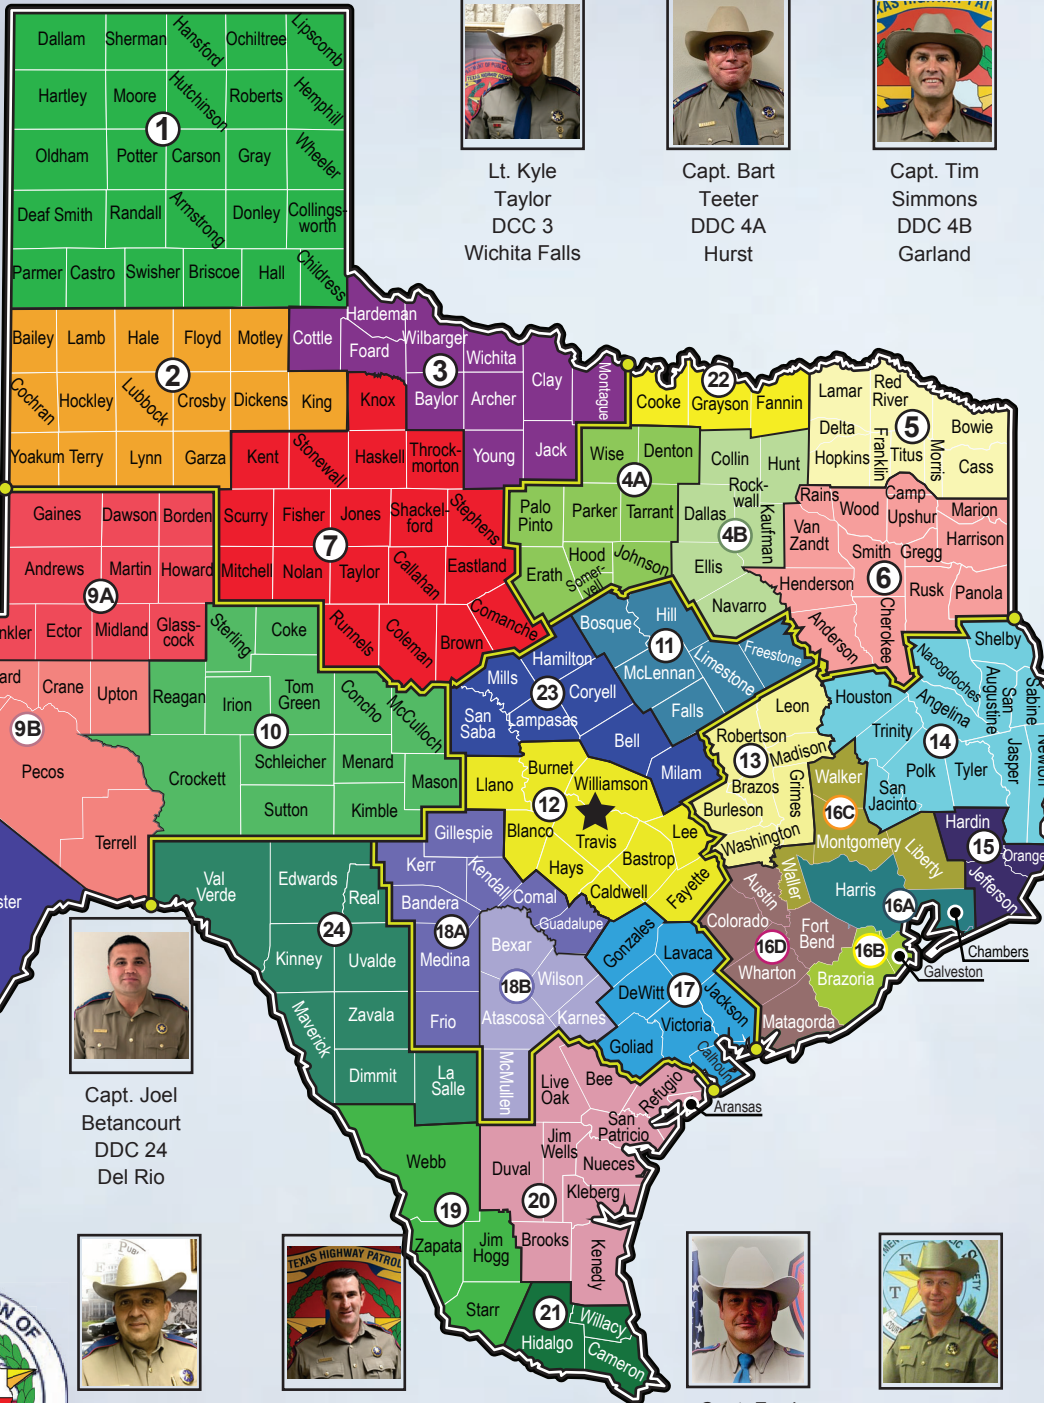 Dallam Sherman Hansford Ochiltree Lipscomb
Hartley Moore Hutchinson Roberts Hemphill
1
Oldham Potter Carson Gray Wheeler
Deaf Smith Randall Armstrong Donley Collings-
worth
Parmer Castro Swisher Briscoe Hall Childress
Lt. Kyle
Taylor
DCC 3
Wichita Falls
Capt. Bart
Teeter
DDC 4A
Hurst
Capt. Tim
Simmons
DDC 4B
Garland
Bailey Lamb Hale Floyd Motley
2
Cochran Hockley Lubbock Crosby Dickens King
Yoakum Terry Lynn Garza
Cottle Hardeman
Foard Wilbarger Wichita
3
Baylor Archer Clay Montague
Young Jack
Knox
Kent Stonewall Haskell Throck-
morton
Scurry Fisher Jones Shackel-
ford Stephens
7
Mitchell Nolan Taylor Callahan Eastland
Runnels Coleman Brown Comanche
22
Cooke Grayson Fannin
Lamar Red
River
5
Delta Franklin Titus Morris Bowie
Hopkins Cass
Wise Denton
4A
Palo
Pinto Parker Tarrant
Erath Hood Somer-
vell Johnson
Collin Hunt
Rock-
wall
Dallas Kaufman
4B
Ellis
Navarro
Rains Wood Camp
Upshur Marion
Van
Zandt Smith Gregg Harrison
6
Henderson Rusk Panola
Anderson Cherokee
Gaines Dawson Borden
Andrews Martin Howard
9A
nkler Ector Midland Glass-
cock
ard Crane Upton
9B
Pecos
Terrell
ster
Sterling Coke
Reagan Irion Tom
Green Concho McCulloch
10
Crockett Schleicher Menard Mason
Sutton Kimble
Bosque Hill
11
McLennan Limestone Freestone
Falls
Hamilton
Mills 23 Coryell
San
Saba Lampasas
Bell
Milam
Burnet Williamson
Llano
12
Blanco Travis Lee
Hays Bastrop
Caldwell Fayette
Leon
Robertson
13 Madison
Brazos Grimes
Burleson
Washington
Shelby
Nacogdoches San
Augustine Sabine
Houston Angelina
Trinity 14 Jasper Newton
Polk Tyler
San
Jacinto
Walker
16C
Montgomery Liberty
Waller
Hardin
15
Orange
Jefferson
Harris
16A
Chambers
Galveston
Austin
Colorado Fort
Bend
16D
Wharton
Matagorda
16B
Brazoria
Val
Verde Edwards Real
24
Kinney Uvalde
Maverick Zavala
Dimmit La
Salle
Gillespie
Kerr Kendall
Bandera Comal
18A Guadalupe
Medina
Frio
Bexar
18B Wilson
Atascosa Karnes
McMullen
Gonzales Lavaca
DeWitt 17 Jackson
Victoria
Goliad Calhoun
Live
Oak Bee Refugio
Aransas
San
Patricio
Jim
Wells
Duval Nueces
20 Kleberg
Brooks Kenedy
Webb
19
Zapata Jim
Hogg
Starr
21
Hidalgo Willacy
Cameron
Capt. Joel
Betancourt
DDC 24
Del Rio
TEXAS HIGHWAY PATROL